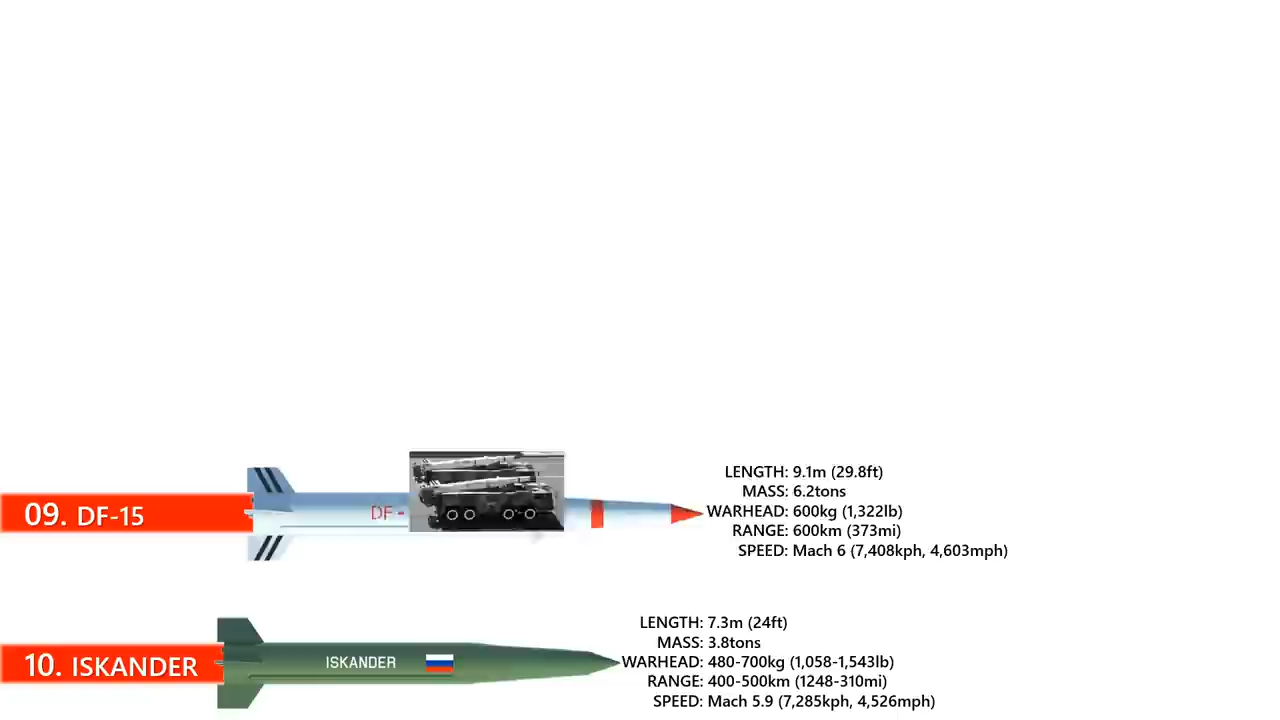 09. DF-15
DF-
LENGTH: 9.1m (29.8ft)
MASS: 6.2tons
WARHEAD: 600kg (1,322lb)
RANGE: 600km (373mi)
SPEED: Mach 6 (7,408kph, 4,603mph)
10. ISKANDER
ISKANDER
LENGTH: 7.3m (24ft)
MASS: 3.8tons
WARHEAD: 480-700kg (1,058-1,543lb)
RANGE: 400-500km (1248-310mi)
SPEED: Mach 5.9 (7,285kph, 4,526mph)